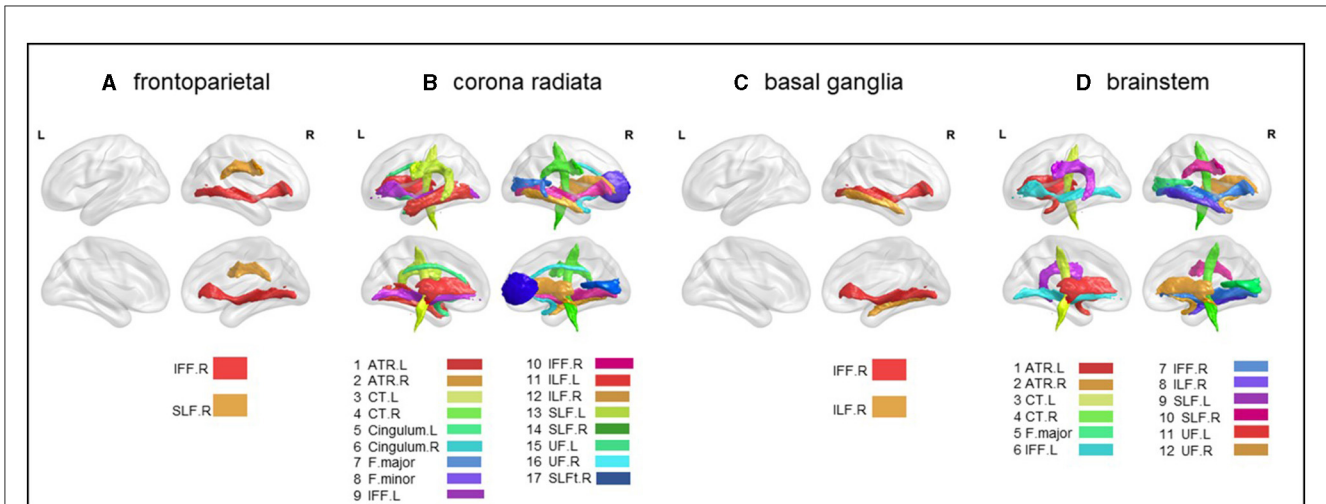 A frontoparietal
B corona radiata
C basal ganglia
D brainstem
L R
L R
L R
L R
IFF.R
SLF.R
1 ATR.L
2 ATR.R
3 CT.L
4 CT.R
5 Cingulum.L
6 Cingulum.R
7 F.major
8 F.minor
9 IFF.L
10 IFF.R
11 ILF.L
12 ILF.R
13 SLF.L
14 SLF.R
15 UF.L
16 UF.R
17 SLFt.R
IFF.R
ILF.R
1 ATR.L
2 ATR.R
3 CT.L
4 CT.R
5 F.major
6 IFF.L
7 IFF.R
8 ILF.R
9 SLF.L
10 SLF.R
11 UF.L
12 UF.R